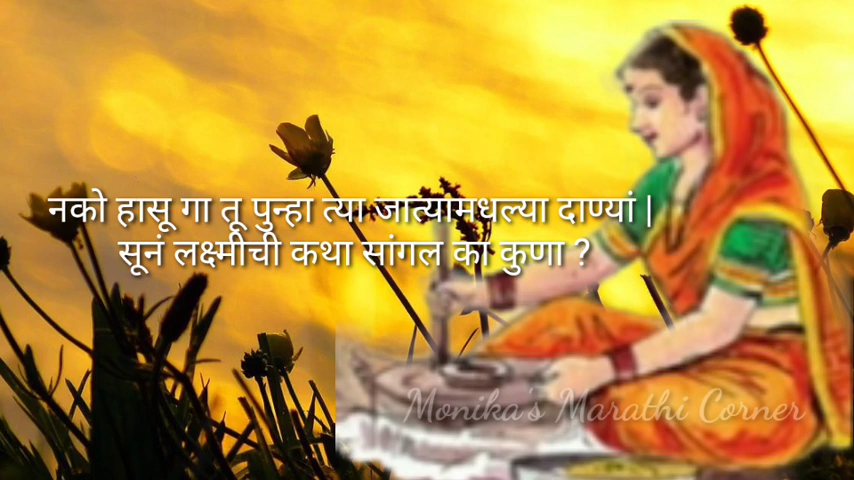 नको हासू गा तू पुन्हा त्या जात्यामधल्या दाण्यां |
सूनं लक्ष्मीची कथा सांगल का कुणा ?
Monika's Marathi Corner